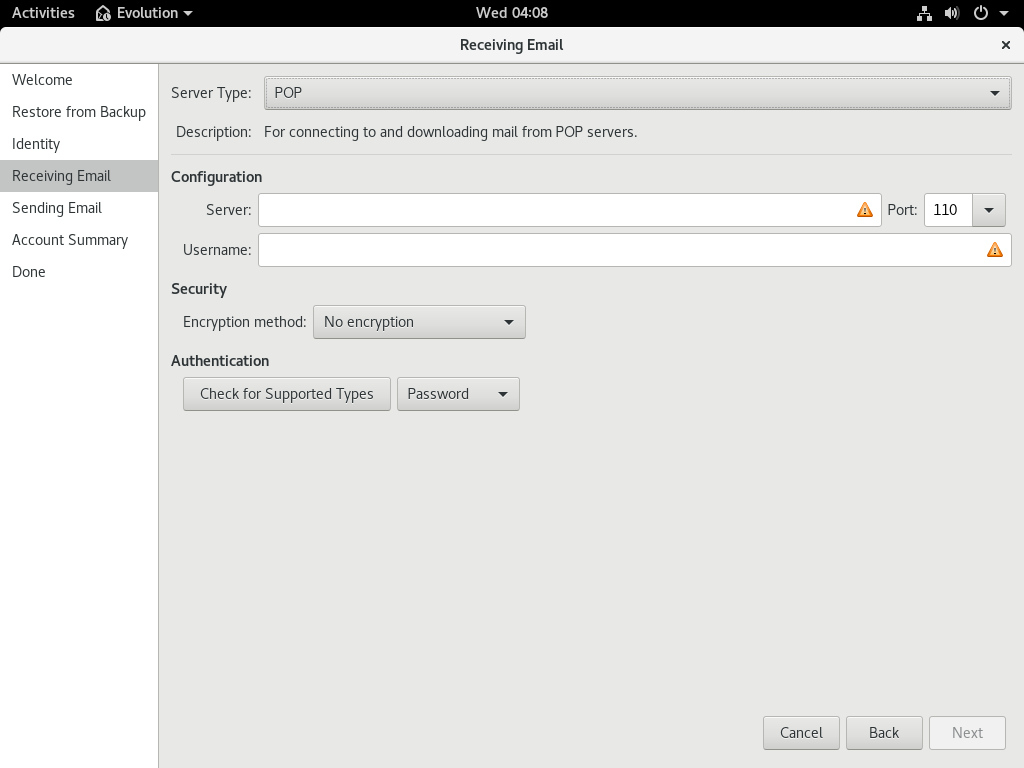 Activities Evolution Wed 04:08
Receiving Email
Welcome
Restore from Backup
Identity
Receiving Email
Sending Email
Account Summary
Done
Server Type: POP
Description: For connecting to and downloading mail from POP servers.
Configuration
Server: Port: 110
Username:
Security
Encryption method: No encryption
Authentication
Check for Supported Types Password
Cancel Back Next